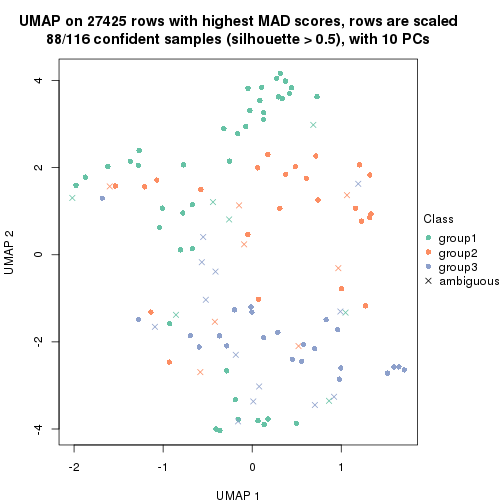 UMAP on 27425 rows with highest MAD scores, rows are scaled
88/116 confident samples (silhouette > 0.5), with 10 PCs
4
2
0
-2
-4
UMAP 2
-2
-1
0
1
UMAP 1
Class
group1
group2
group3
ambiguous